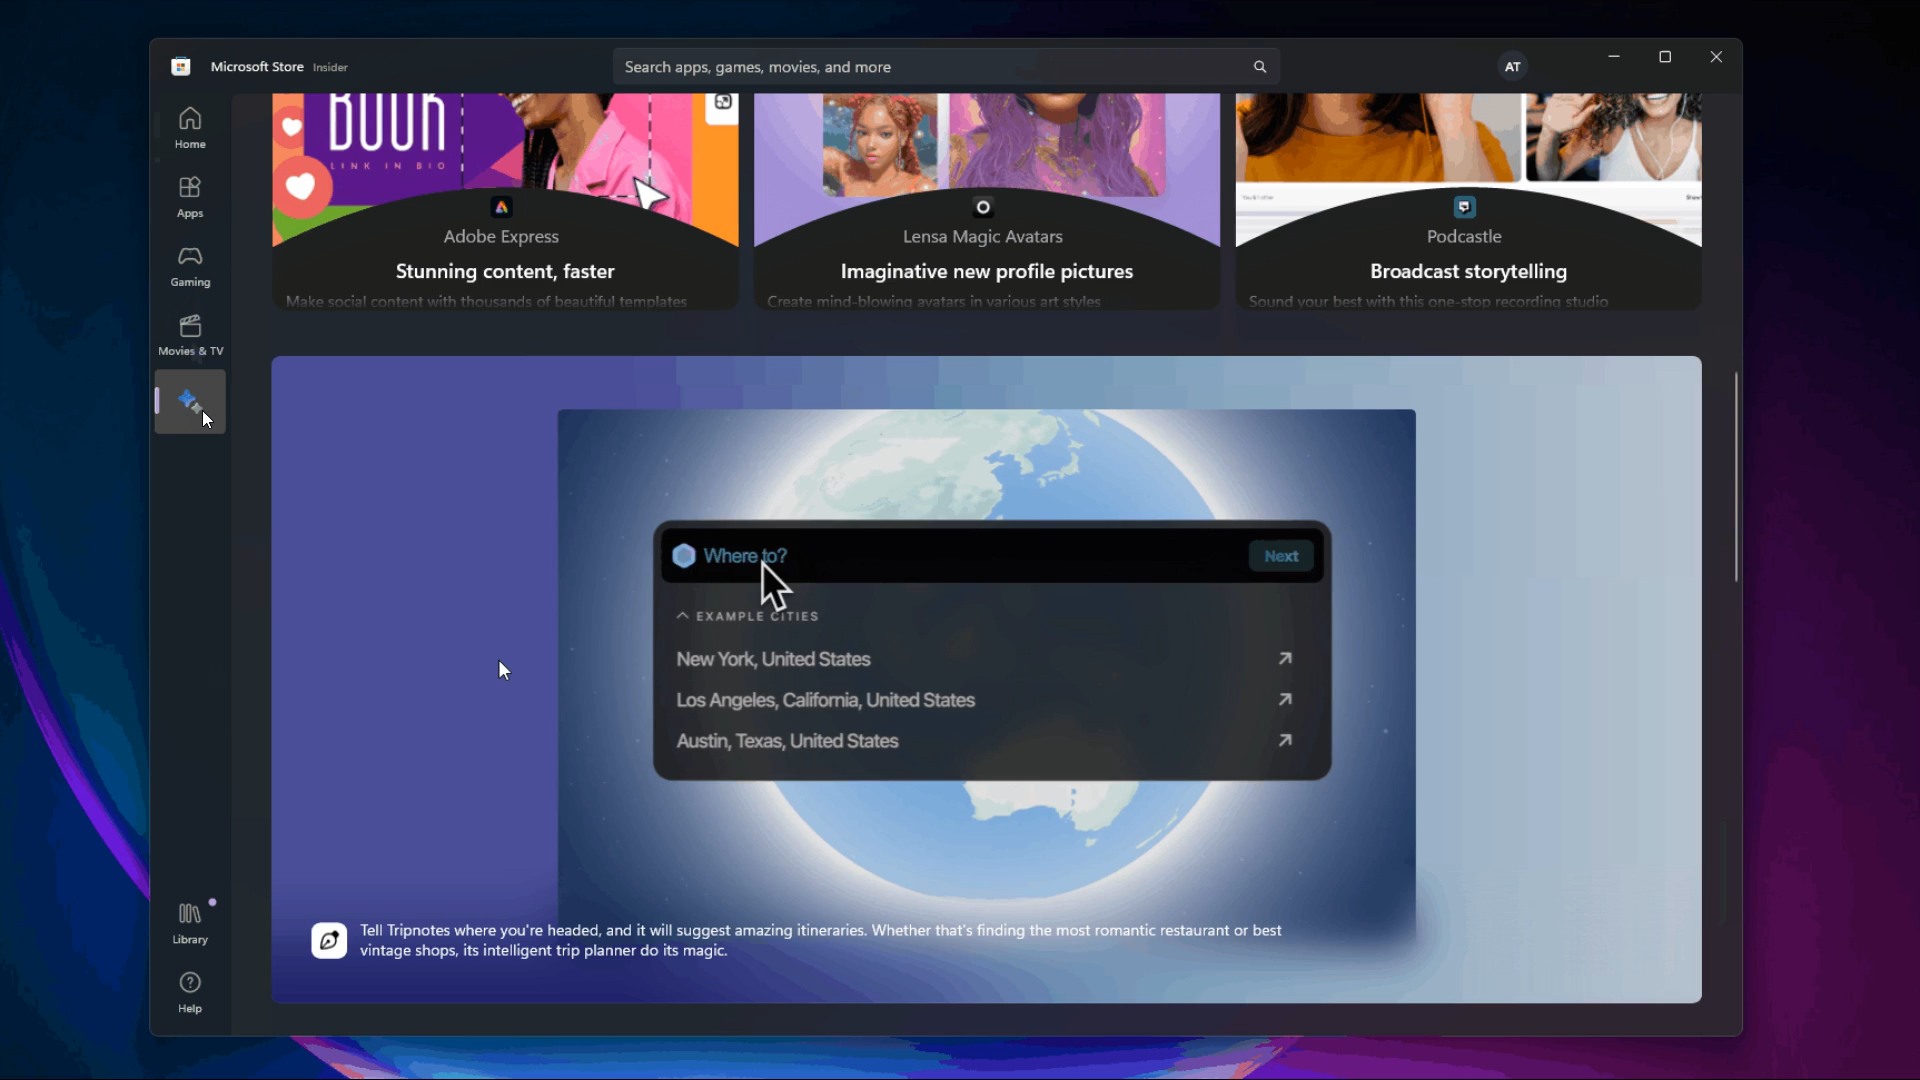 Microsoft Store Insider
Search apps, games, movies, and more
AT
Home
Apps
Gaming
Movies & TV
Library
Help
BOOK
LINK IN BIO
Adobe Express
Stunning content, faster
Make social content with thousands of beautiful templates
Lensa Magic Avatars
Imaginative new profile pictures
Create mind-blowing avatars in various art styles
Podcastle
Broadcast storytelling
Sound your best with this one-stop recording studio
Where to?
Next
EXAMPLE CITIES
New York, United States
Los Angeles, California, United States
Austin, Texas, United States
Tell Tripnotes where you're headed, and it will suggest amazing itineraries. Whether that's finding the most romantic restaurant or best
vintage shops, its intelligent trip planner do its magic.